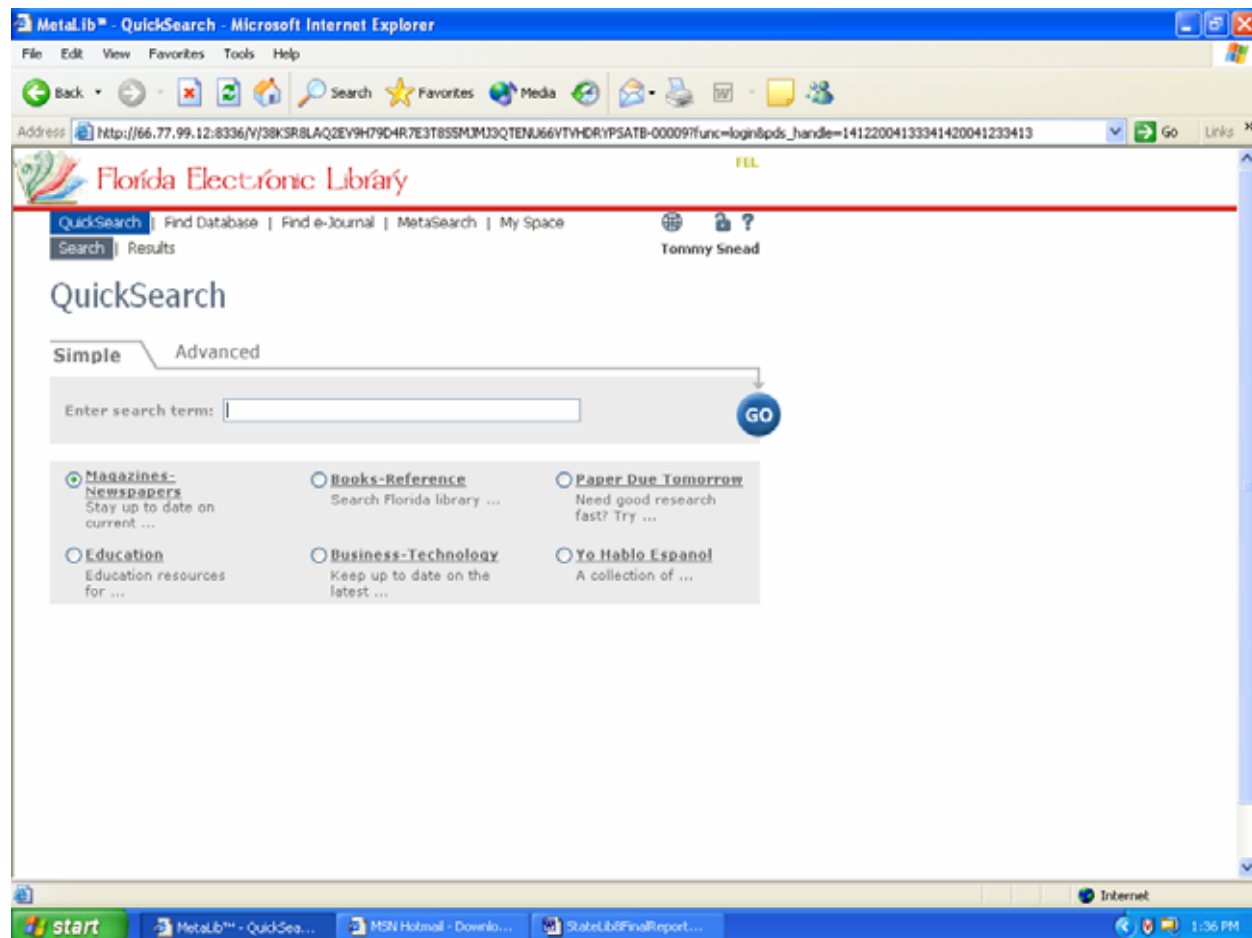 MetaLib™ - QuickSearch - Microsoft Internet Explorer
File Edit View Favorites Tools Help
Back Search Favorites Media
Address http://66.77.99.12:8336/V/38KSR8LAQ2EV9H79D4R7E3T8S5MJMJ3QTENU66VTVHDRYPSATB-00009?func=login&pds_handle=14122004133341420041233413 Go Links »
Florida Electronic Library FEL
QuickSearch | Find Database | Find e-Journal | MetaSearch | My Space ?
Search | Results Tommy Snead
QuickSearch
Simple Advanced
Enter search term: GO
Magazines- Books-Reference Paper Due Tomorrow
Newspapers Search Florida library ... Need good research
Stay up to date on fast? Try ...
current ...
Education Business-Technology Yo Hablo Espanol
Education resources Keep up to date on the A collection of ...
for ... latest ...
Internet
start MetaLib™ - QuickSea... MSN Hotmail - Downlo... StateLib8FinalReport... 1:36 PM